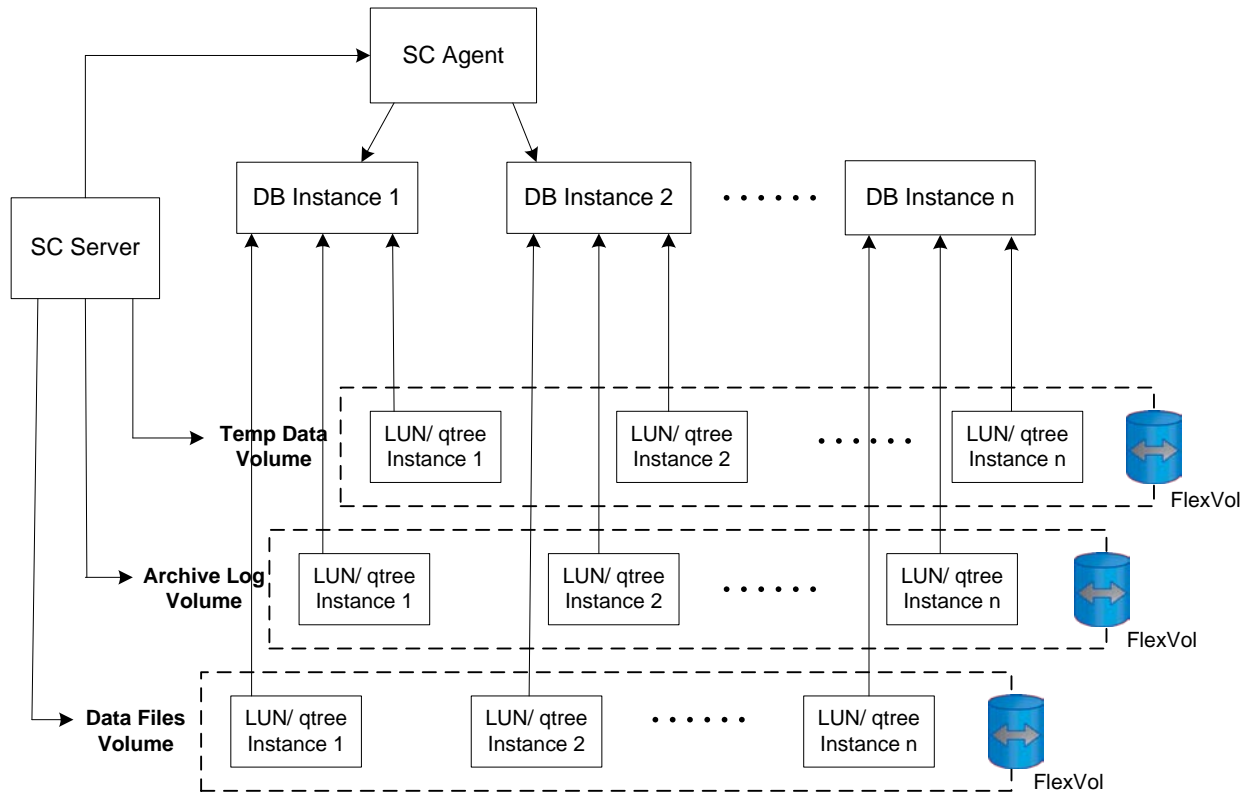 SC Agent
DB Instance 1
DB Instance 2
DB Instance n
SC Server
Temp Data
Volume
LUN/ qtree
Instance 1
LUN/ qtree
Instance 2
LUN/ qtree
Instance n
FlexVol
Archive Log
Volume
LUN/ qtree
Instance 1
LUN/ qtree
Instance 2
LUN/ qtree
Instance n
FlexVol
Data Files
Volume
LUN/ qtree
Instance 1
LUN/ qtree
Instance 2
LUN/ qtree
Instance n
FlexVol